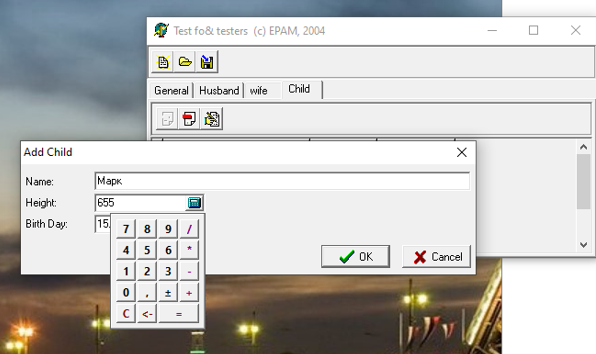 Test fo& testers (c) EPAM, 2004
General Husband wife Child
Add Child
Name: Марк
Height: 655
Birth Day: 15.
7 8 9 /
4 5 6 *
1 2 3 -
0 , ± +
C <- =
OK Cancel